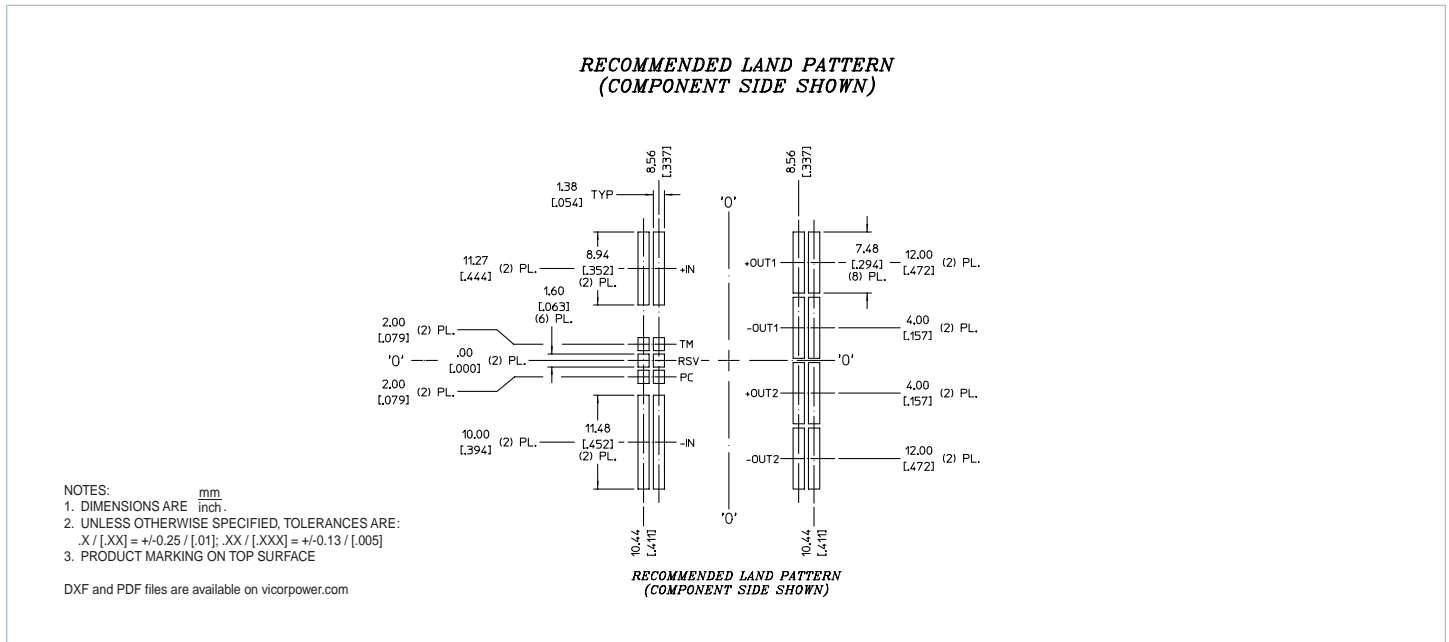 RECOMMENDED LAND PATTERN
(COMPONENT SIDE SHOWN)
8.56
[.337]
8.56
[.337]
1.38
[.054]
TYP
'0'
11.27
[.444]
(2) PL.
8.94
[.352]
(2) PL.
+IN
+OUT1
7.48
[.294]
(8) PL.
12.00
[.472]
(2) PL.
1.60
[.063]
(6) PL.
2.00
[.079]
(2) PL.
TM
-OUT1
4.00
[.157]
(2) PL.
'0'
.00
[.000]
(2) PL.
RSV
'0'
2.00
[.079]
(2) PL.
PC
+OUT2
4.00
[.157]
(2) PL.
10.00
[.394]
(2) PL.
11.48
[.452]
(2) PL.
-IN
-OUT2
12.00
[.472]
(2) PL.
'0'
10.44
[.411]
10.44
[.411]
RECOMMENDED LAND PATTERN
(COMPONENT SIDE SHOWN)
NOTES:
1. DIMENSIONS ARE mm
inch.
2. UNLESS OTHERWISE SPECIFIED, TOLERANCES ARE:
.X / [.XX] = +/-0.25 / [.01]; .XX / [.XXX] = +/-0.13 / [.005]
3. PRODUCT MARKING ON TOP SURFACE
DXF and PDF files are available on vicorpower.com